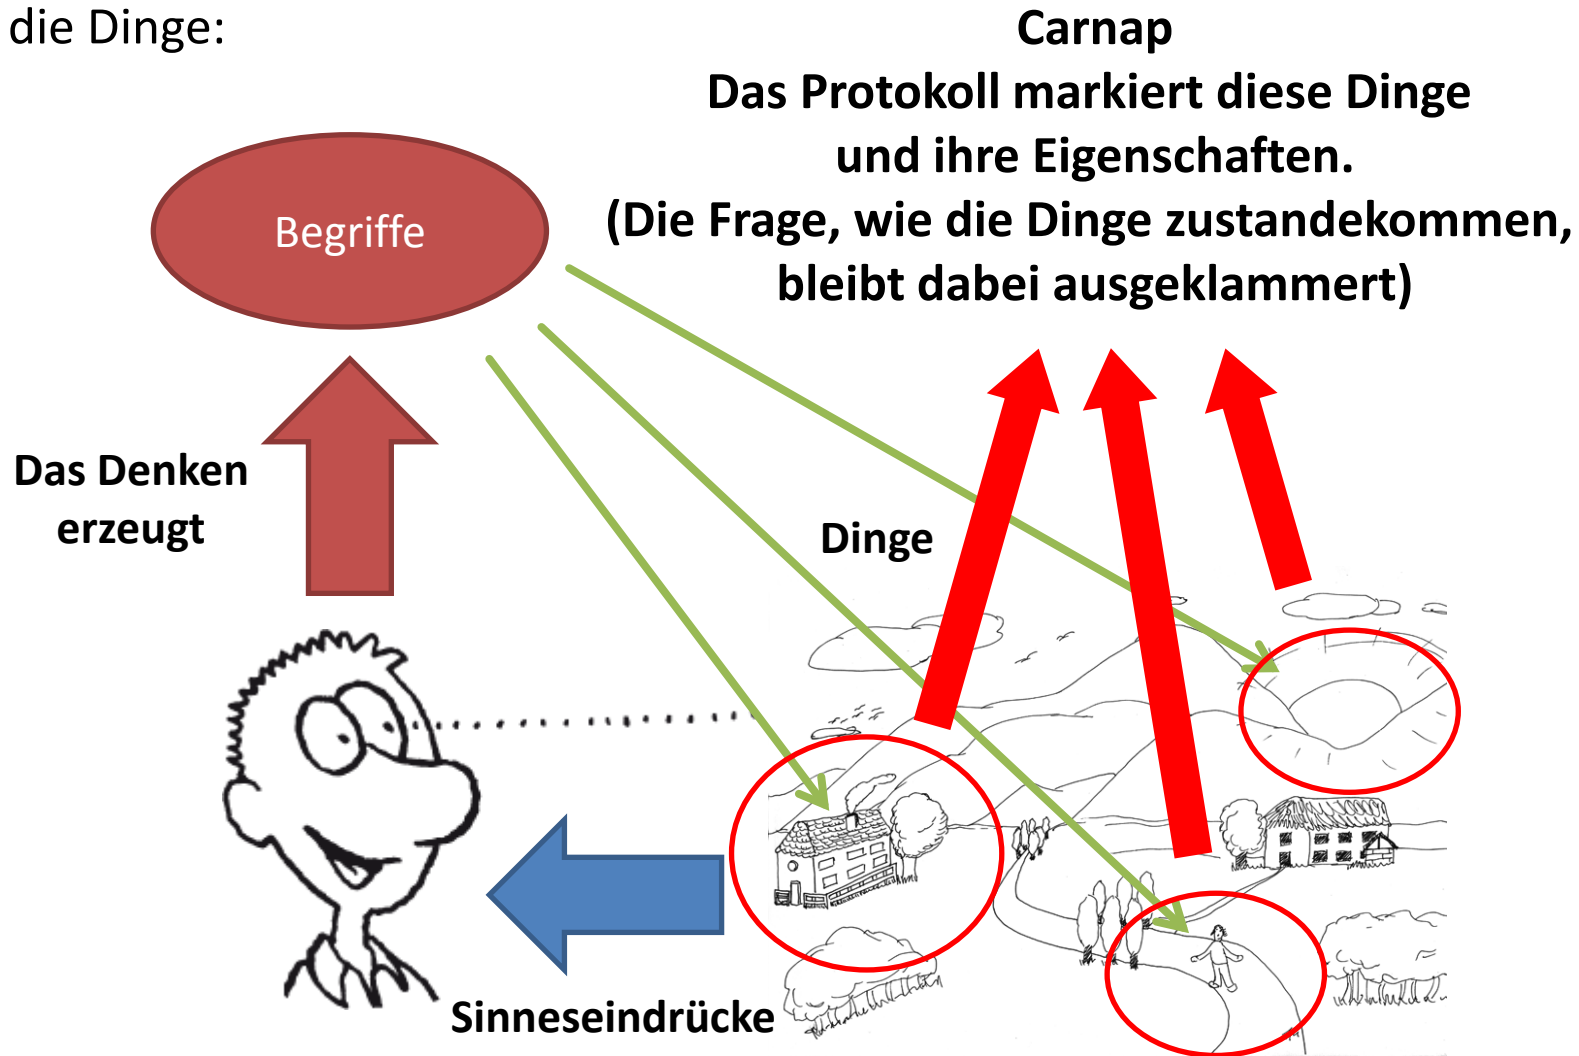 die Dinge:
Carnap
Das Protokoll markiert diese Dinge
und ihre Eigenschaften.
(Die Frage, wie die Dinge zustandekommen,
bleibt dabei ausgeklammert)
Begriffe
Das Denken
erzeugt
Dinge
Sinneseindrücke